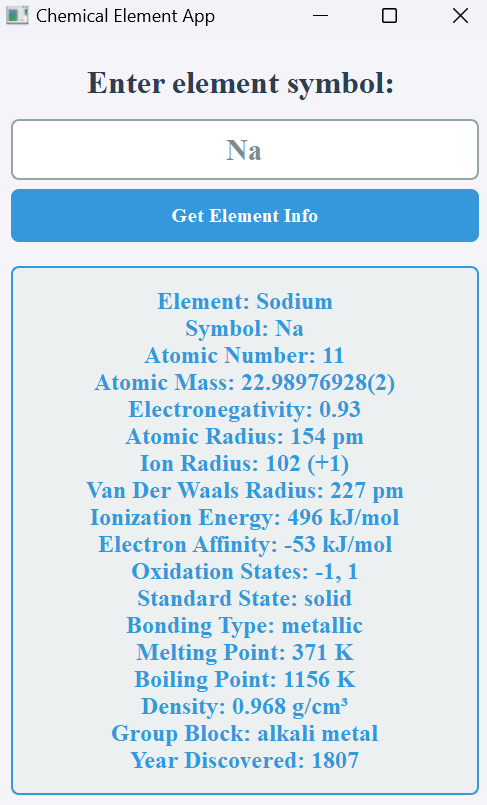 Chemical Element App
Enter element symbol:
Na
Get Element Info
Element: Sodium
Symbol: Na
Atomic Number: 11
Atomic Mass: 22.98976928(2)
Electronegativity: 0.93
Atomic Radius: 154 pm
Ion Radius: 102 (+1)
Van Der Waals Radius: 227 pm
Ionization Energy: 496 kJ/mol
Electron Affinity: -53 kJ/mol
Oxidation States: -1, 1
Standard State: solid
Bonding Type: metallic
Melting Point: 371 K
Boiling Point: 1156 K
Density: 0.968 g/cm³
Group Block: alkali metal
Year Discovered: 1807